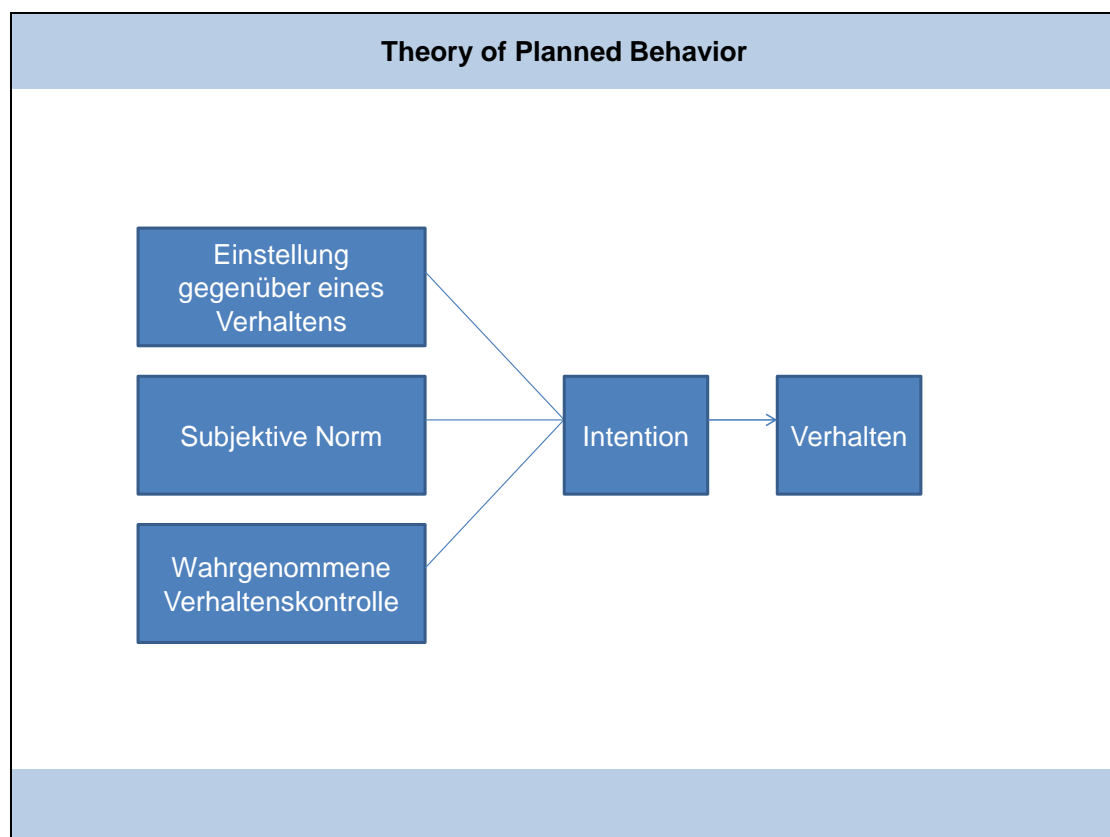 Theory of Planned Behavior
Einstellung
gegenüber eines
Verhaltens
Subjektive Norm
Wahrgenommene
Verhaltenskontrolle
Intention
Verhalten